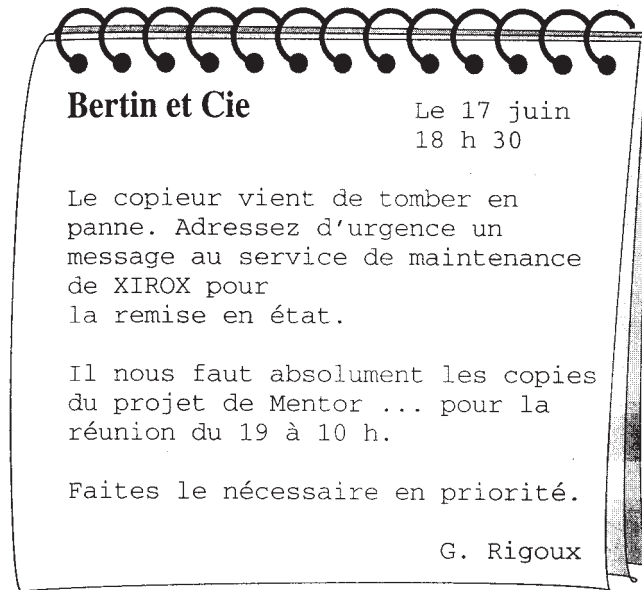 Bertin et Cie
Le 17 juin
18 h 30
Le copieur vient de tomber en
panne. Adressez d'urgence un
message au service de maintenance
de XIROX pour
la remise en état.
Il nous faut absolument les copies
du projet de Mentor ... pour la
réunion du 19 à 10 h.
Faites le nécessaire en priorité.
G. Rigoux